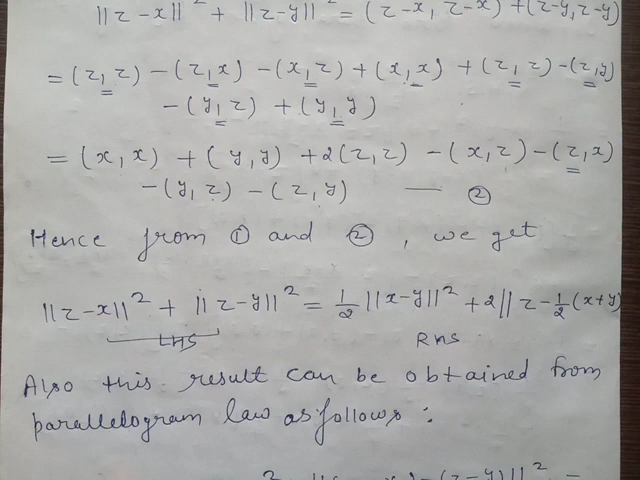 ||z-x||² + ||z-y||² = (z-x, z-x) + (z-y, z-y)
= (z, z) - (z, x) - (x, z) + (x, x) + (z, z) - (z, y)
- (y, z) + (y, y)
= (x, x) + (y, y) + 2(z, z) - (x, z) - (z, x)
- (y, z) - (z, y) — ②
Hence from ① and ②, we get
||z-x||² + ||z-y||² = 1/2 ||x-y||² + 2||z - 1/2 (x+y)
LHS RHS
Also this result can be obtained from
parallelogram law as follows :